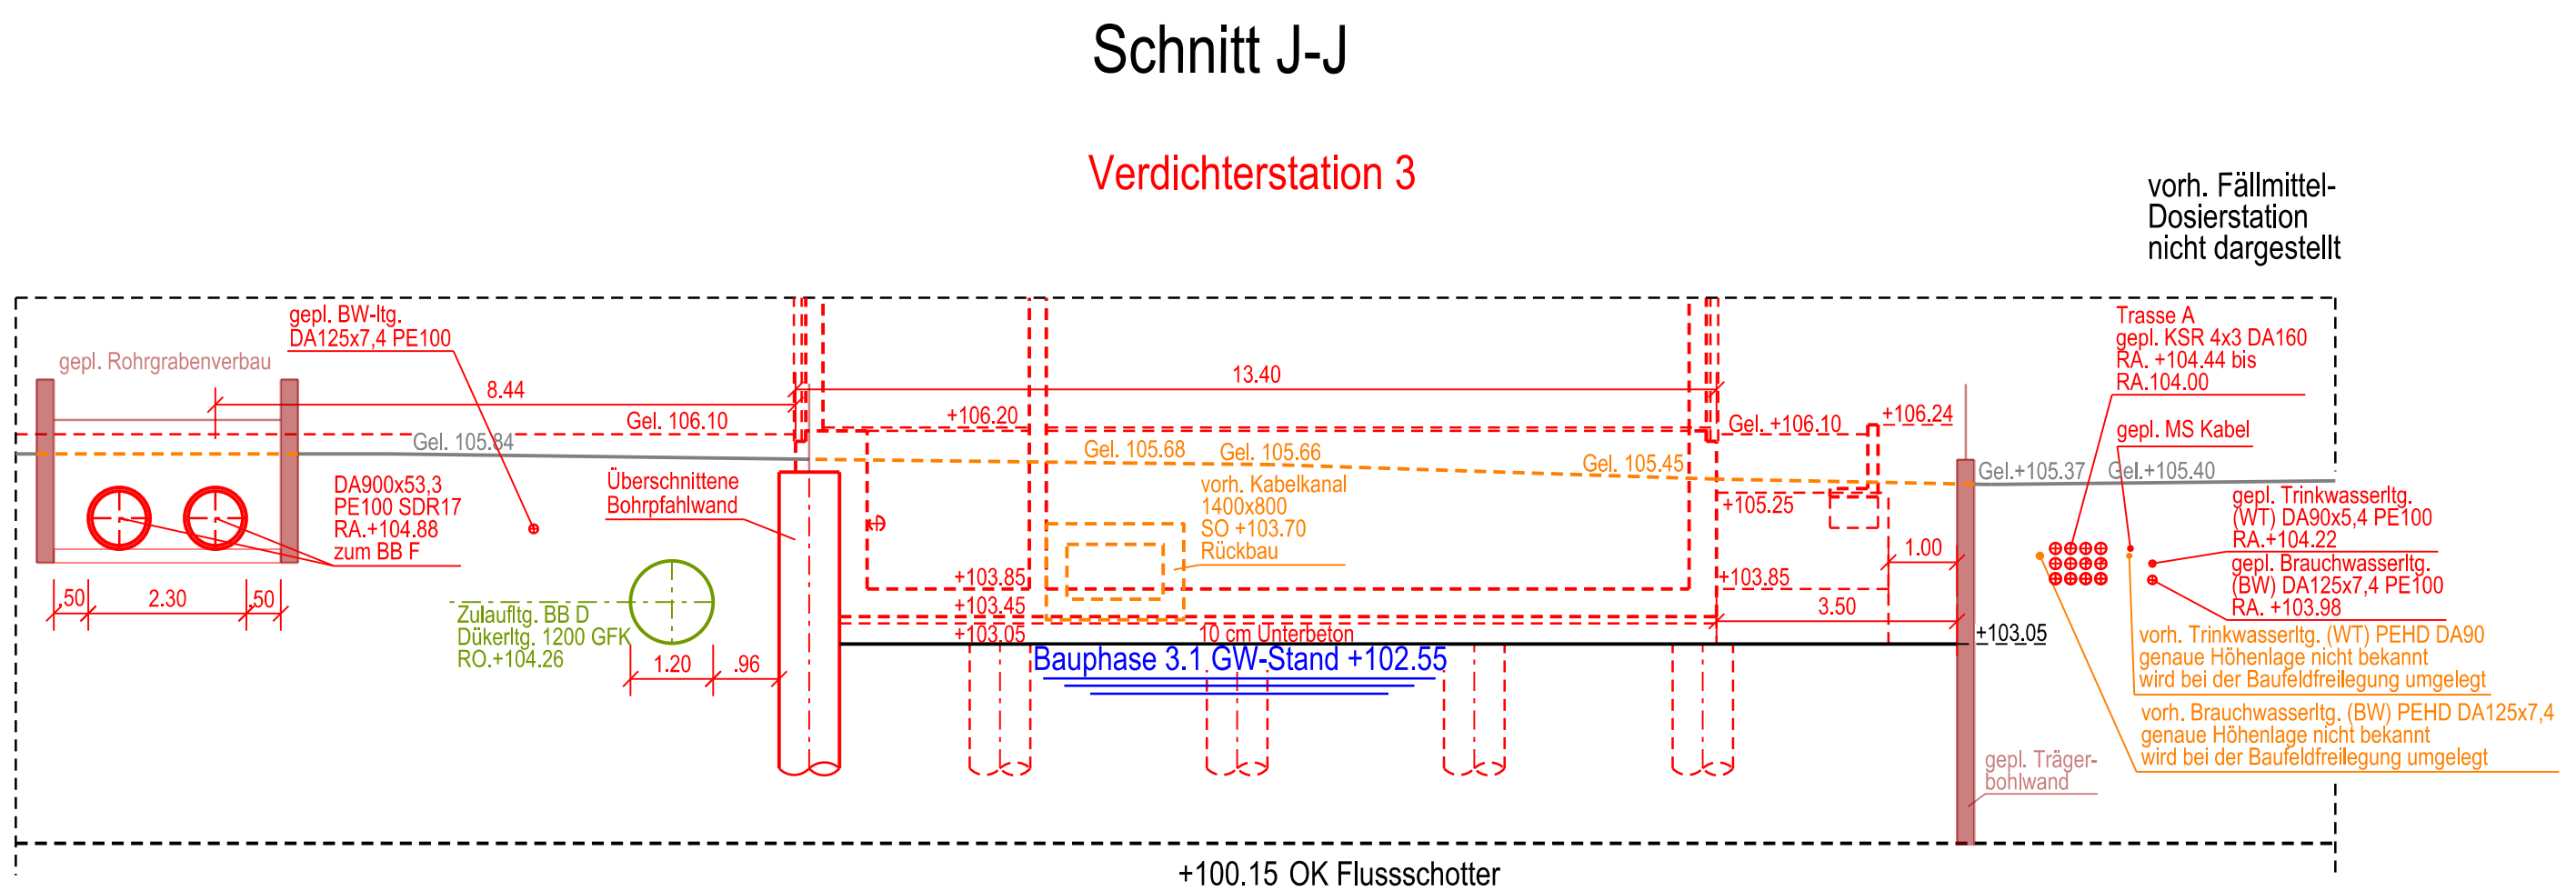 Schnitt J-J
Verdichterstation 3
vorh. Fällmittel-
Dosierstation
nicht dargestellt
gepl. Rohrgrabenverbau
gepl. BW-ltg.
DA125x7,4 PE100
8.44
13.40
Gel. 106.10
Gel. 105.84
+106.20
Gel. 105.68
Gel. 105.66
Gel. 105.45
Gel. +106.10
+106.24
+105.25
Trasse A
gepl. KSR 4x3 DA160
RA. +104.44 bis
RA.104.00
gepl. MS Kabel
Gel.+105.37
Gel.+105.40
DA900x53,3
PE100 SDR17
RA.+104.88
zum BB F
Überschnittene
Bohrpfahlwand
vorh. Kabelkanal
1400x800
SO +103.70
Rückbau
gepl. Trinkwasserltg.
(WT) DA90x5,4 PE100
RA.+104.22
gepl. Brauchwasserltg.
(BW) DA125x7,4 PE100
RA. +103.98
.50
2.30
.50
Zulaufltg. BB D
Dükerltg. 1200 GFK
RO.+104.26
1.20
.96
+103.85
+103.45
+103.05
10 cm Unterbeton
Bauphase 3.1 GW-Stand +102.55
+103.85
1.00
3.50
+103.05
vorh. Trinkwasserltg. (WT) PEHD DA90
genaue Höhenlage nicht bekannt
wird bei der Baufeldfreilegung umgelegt
vorh. Brauchwasserltg. (BW) PEHD DA125x7,4
genaue Höhenlage nicht bekannt
wird bei der Baufeldfreilegung umgelegt
gepl. Träger-
bohlwand
+100.15 OK Flussschotter